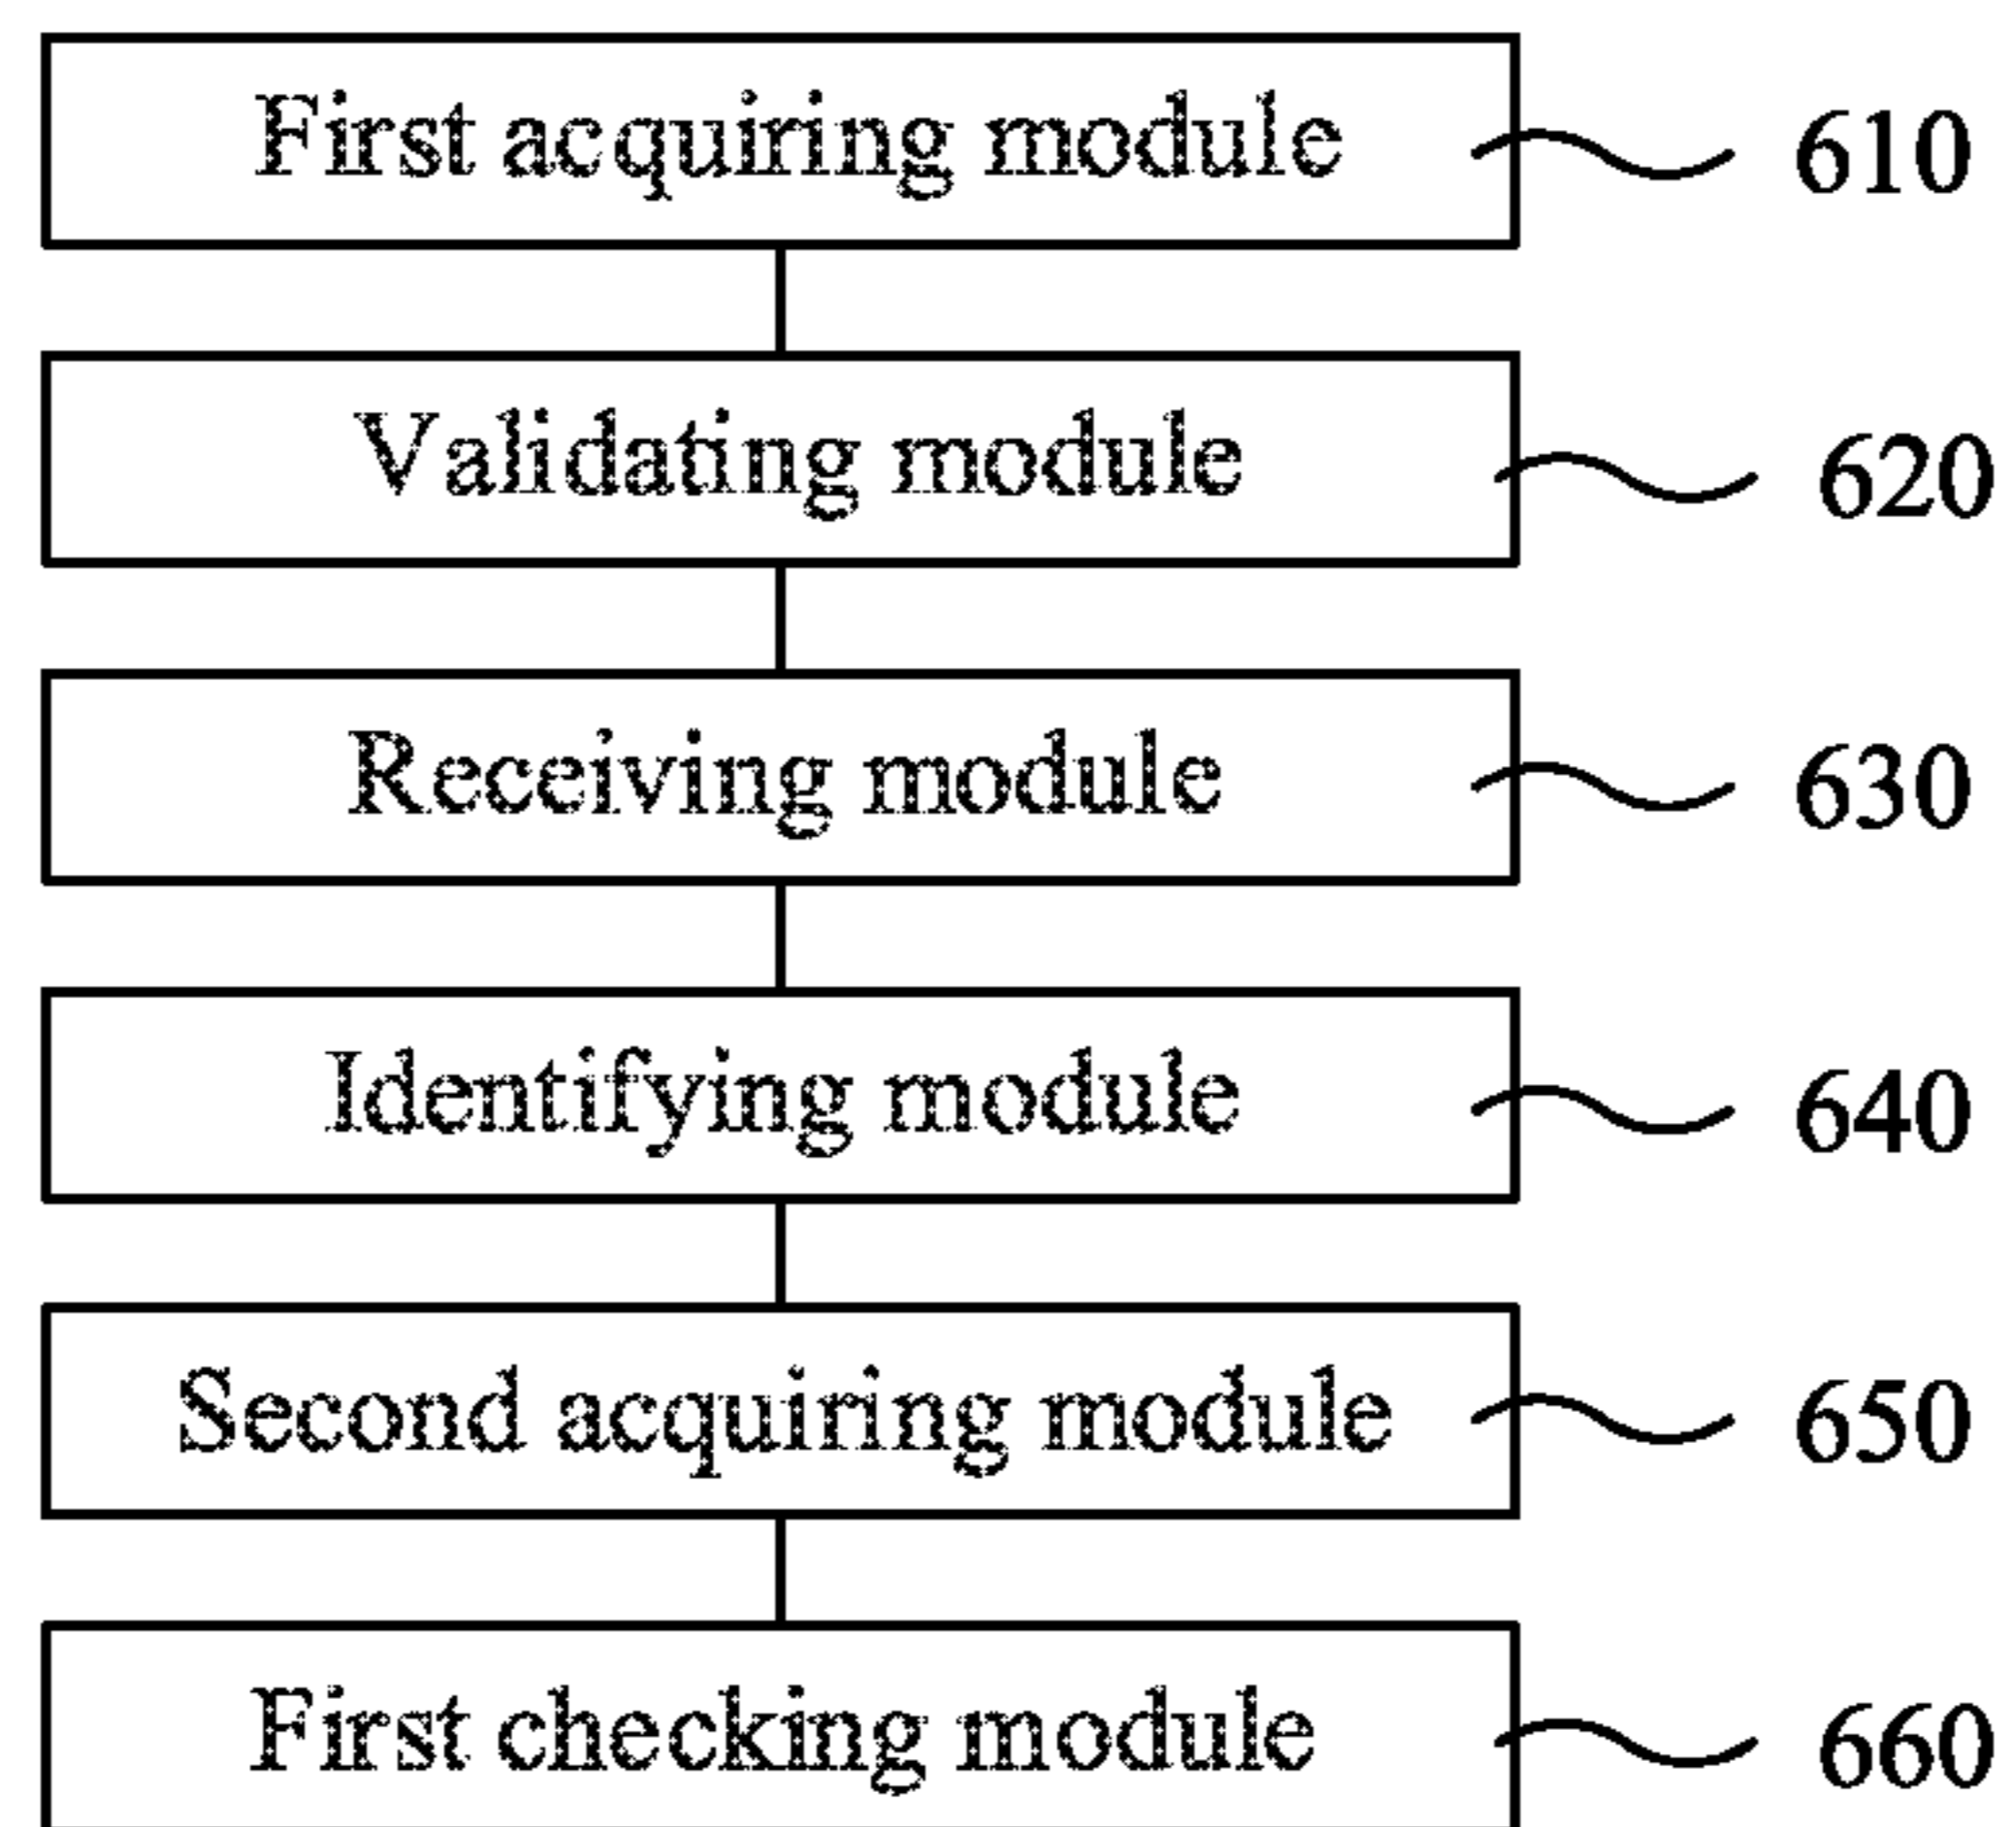 First acquiring module 610
Validating module 620
Receiving module 630
Identifying module 640
Second acquiring module 650
First checking module 660